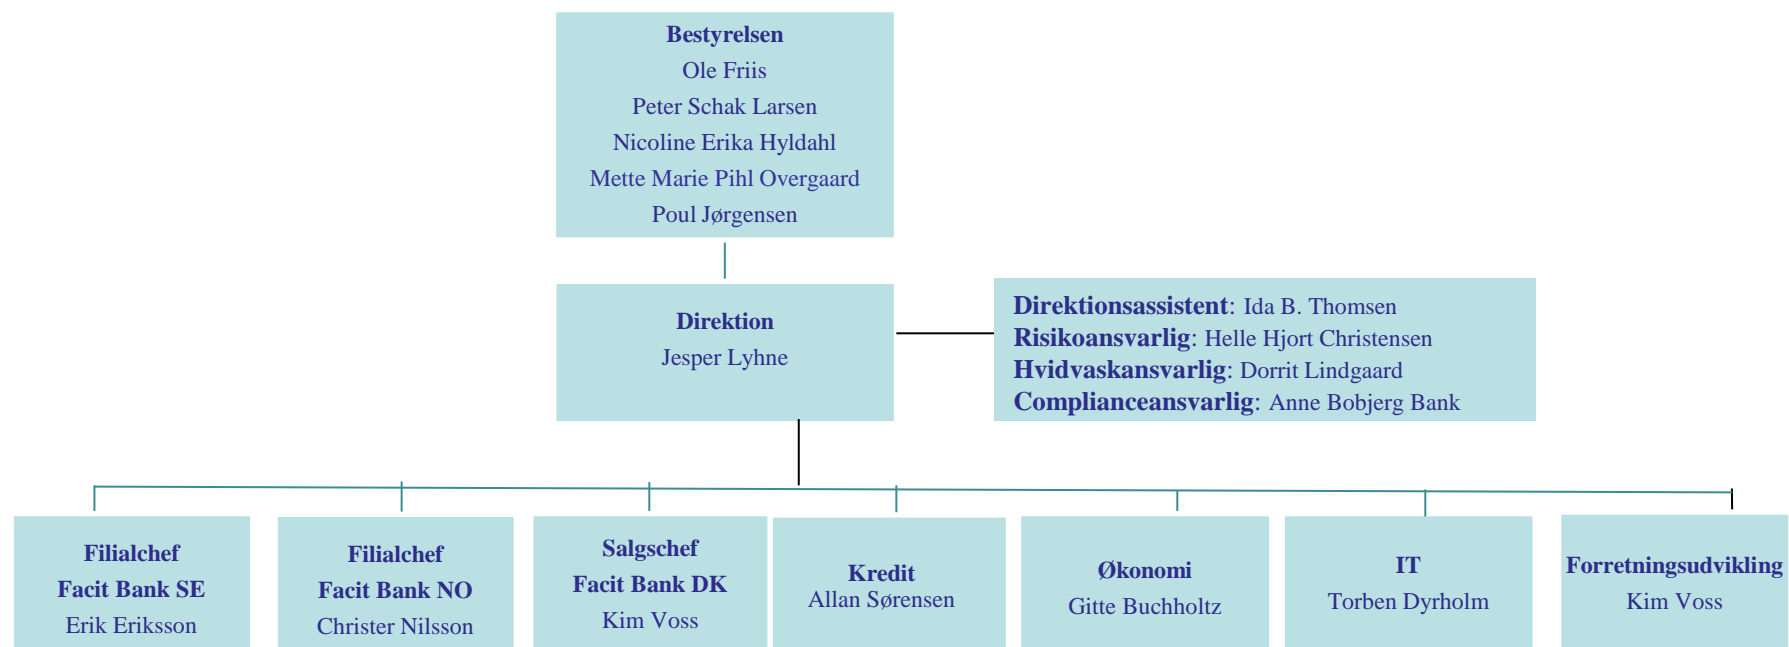 Bestyrelsen
Ole Friis
Peter Schak Larsen
Nicoline Erika Hyldahl
Mette Marie Pihl Overgaard
Poul Jørgensen
Direktion
Jesper Lyhne
Direktionsassistent: Ida B. Thomsen
Risikoansvarlig: Helle Hjort Christensen
Hvidvaskansvarlig: Dorrit Lindgaard
Complianceansvarlig: Anne Bobjerg Bank
Filialchef
Facit Bank SE
Erik Eriksson
Filialchef
Facit Bank NO
Christer Nilsson
Salgschef
Facit Bank DK
Kim Voss
Kredit
Allan Sørensen
Økonomi
Gitte Buchholtz
IT
Torben Dyrholm
Forretningsudvikling
Kim Voss